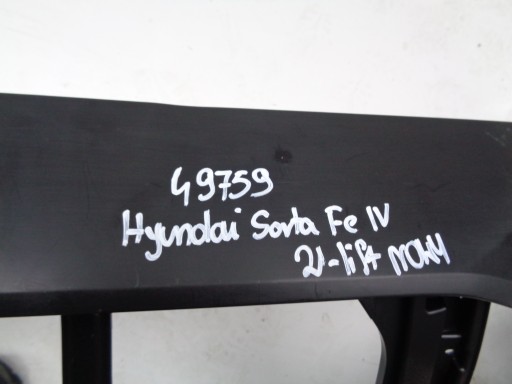 49759
Hyundai Santa Fe IV
21-lift NOWY